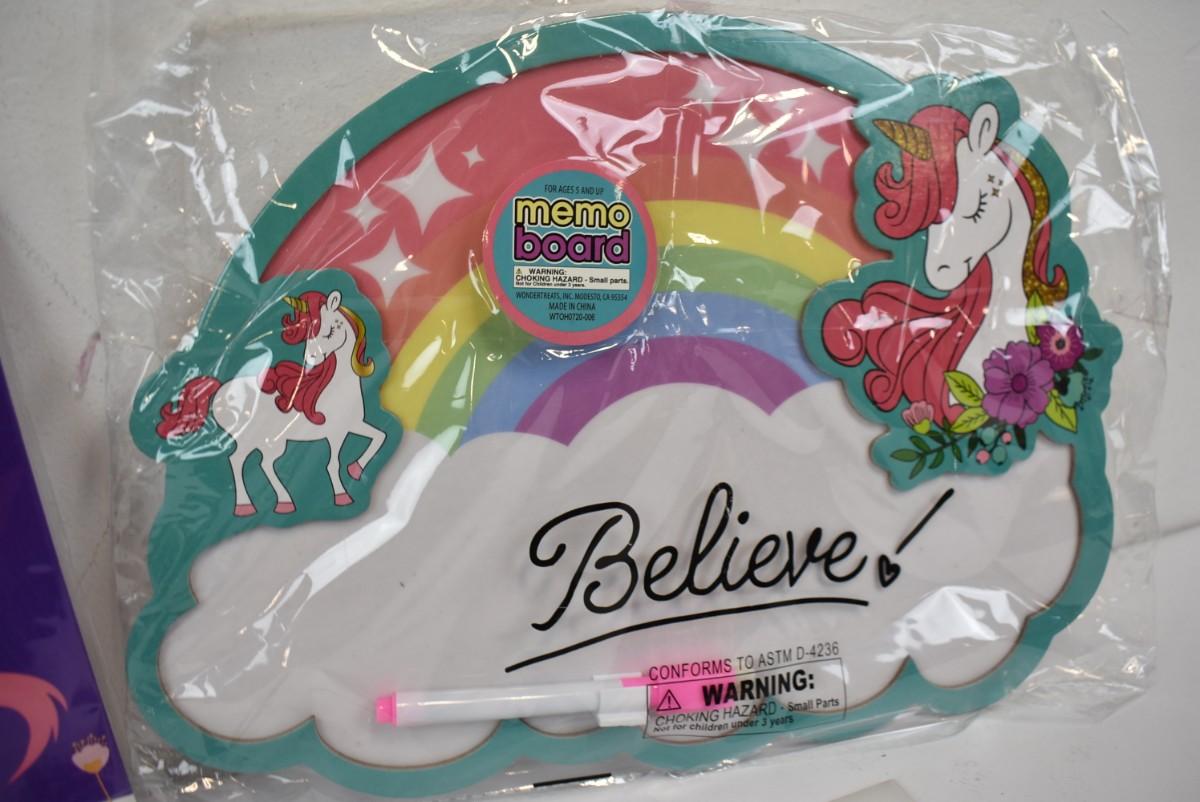 FOR AGES 5 AND UP
memo
board
WARNING:
CHOKING HAZARD - Small parts.
Not for Children under 3 years.
WONDERTREATS, INC. MODESTO, CA 95354
MADE IN CHINA
WTOH0720-006
Believe!
CONFORMS TO ASTM D-4236
WARNING:
CHOKING HAZARD - Small Parts
Not for children under 3 years